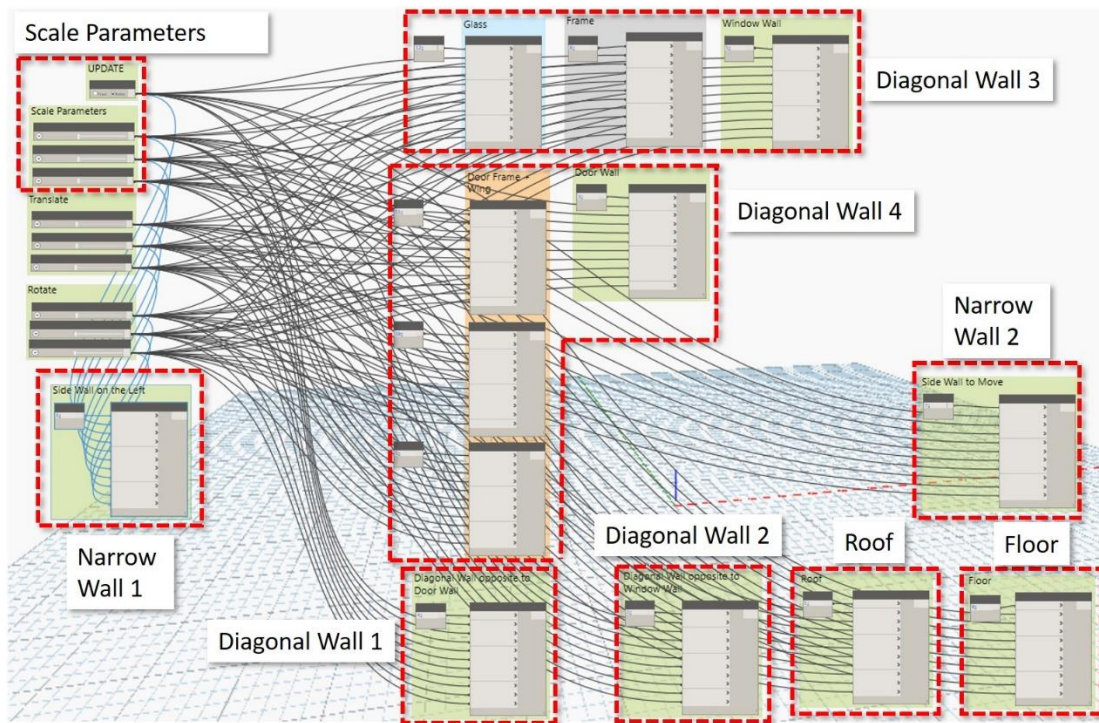 Scale Parameters
UPDATE
Scale Parameters
Translate
Rotate
Side Wall on the Left
Narrow
Wall 1
Glass
Frame
Window Wall
Diagonal Wall 3
Door Frame +
Wing
Door Wall
Diagonal Wall 4
Narrow
Wall 2
Side Wall to Move
Diagonal Wall 1
Diagonal Wall opposite to
Door Wall
Diagonal Wall 2
Diagonal Wall opposite to
Window Wall
Roof
Roof
Floor
Floor